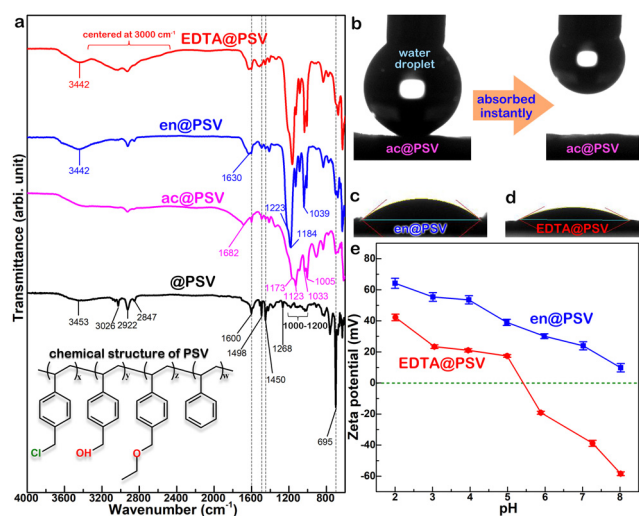 a
centered at 3000 cm⁻¹
EDTA@PSV
3442
en@PSV
3442
1630
1223
1184
1039
ac@PSV
1682
1173
1123
1033
1005
@PSV
3453
3026
2922
2847
1600
1498
1450
1268
1000-1200
695
chemical structure of PSV
x
y
z
w
Cl
OH
O
Transmittance (arbi. unit)
4000 3600 3200 2800 2400 2000 1600 1200 800
Wavenumber (cm⁻¹)
b
water
droplet
absorbed
instantly
ac@PSV
ac@PSV
c
en@PSV
d
EDTA@PSV
e
en@PSV
EDTA@PSV
Zeta potential (mV)
80
60
40
20
0
-20
-40
-60
2 3 4 5 6 7 8
pH